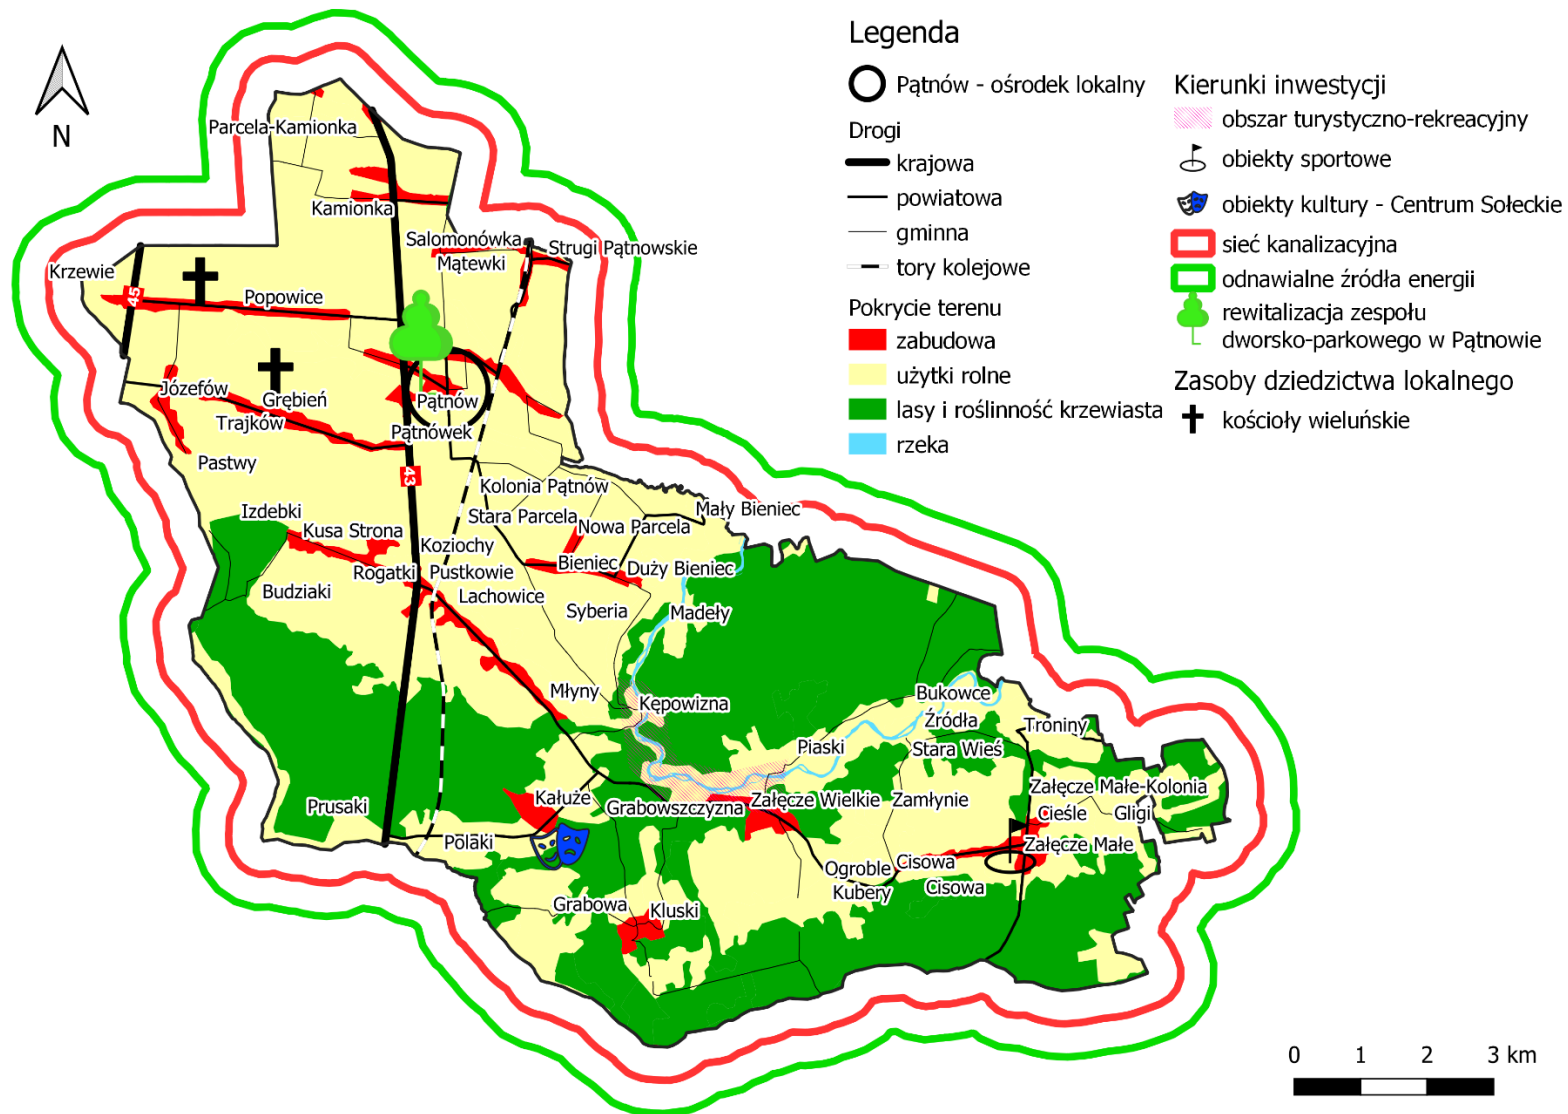 Legenda
Pątnów - ośrodek lokalny
Drogi
krajowa
powiatowa
gminna
tory kolejowe
Pokrycie terenu
zabudowa
użytki rolne
lasy i roślinność krzewiasta
rzeka
Kierunki inwestycji
obszar turystyczno-rekreacyjny
obiekty sportowe
obiekty kultury - Centrum Sołeckie
sieć kanalizacyjna
odnawialne źródła energii
rewitalizacja zespołu
dworsko-parkowego w Pątnowie
Zasoby dziedzictwa lokalnego
kościoły wieluńskie
N
Parcela-Kamionka
Kamionka
Salomonówka
Mątewki
Strugi Pątnowskie
Krzewie
45
Popowice
Józefów
Grębień
Trajków
Pątnów
Pątnówek
Pastwy
43
Kolonia Pątnów
Izdebki
Kusa Strona
Stara Parcela
Nowa Parcela
Mały Bieniec
Koziochy
Rogatki
Pustkowie
Bieniec
Duży Bieniec
Budziaki
Lachowice
Syberia
Madeły
Młyny
Kępowizna
Bukowce
Źródła
Troniny
Piaski
Stara Wieś
Prusaki
Kałuże
Grabowszczyzna
Załęcze Wielkie
Zamłynie
Załęcze Małe-Kolonia
Cieśle
Gligi
Polaki
Załęcze Małe
Ogroble
Cisowa
Kubery
Cisowa
Grabowa
Kluski
0 1 2 3 km